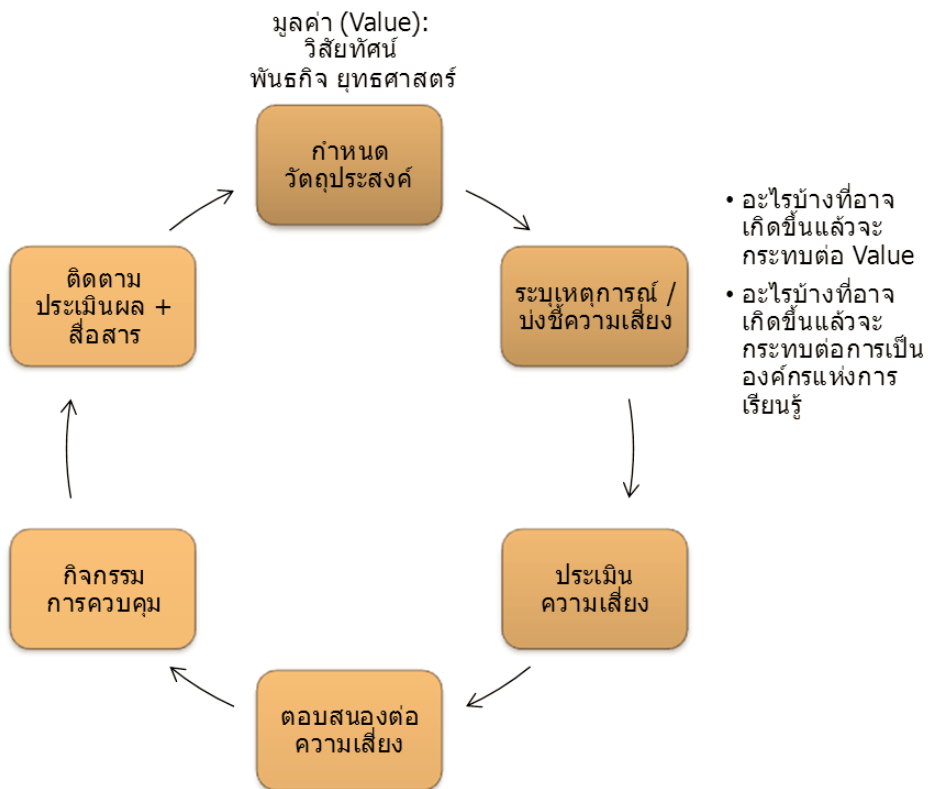 มูลค่า (Value):
วิสัยทัศน์
พันธกิจ ยุทธศาสตร์
กำหนด
วัตถุประสงค์
• อะไรบ้างที่อาจ
เกิดขึ้นแล้วจะ
กระทบต่อ Value
• อะไรบ้างที่อาจ
เกิดขึ้นแล้วจะ
กระทบต่อการเป็น
องค์กรแห่งการ
เรียนรู้
ระบุเหตุการณ์ /
บ่งชี้ความเสี่ยง
ประเมิน
ความเสี่ยง
ตอบสนองต่อ
ความเสี่ยง
กิจกรรม
การควบคุม
ติดตาม
ประเมินผล +
สื่อสาร